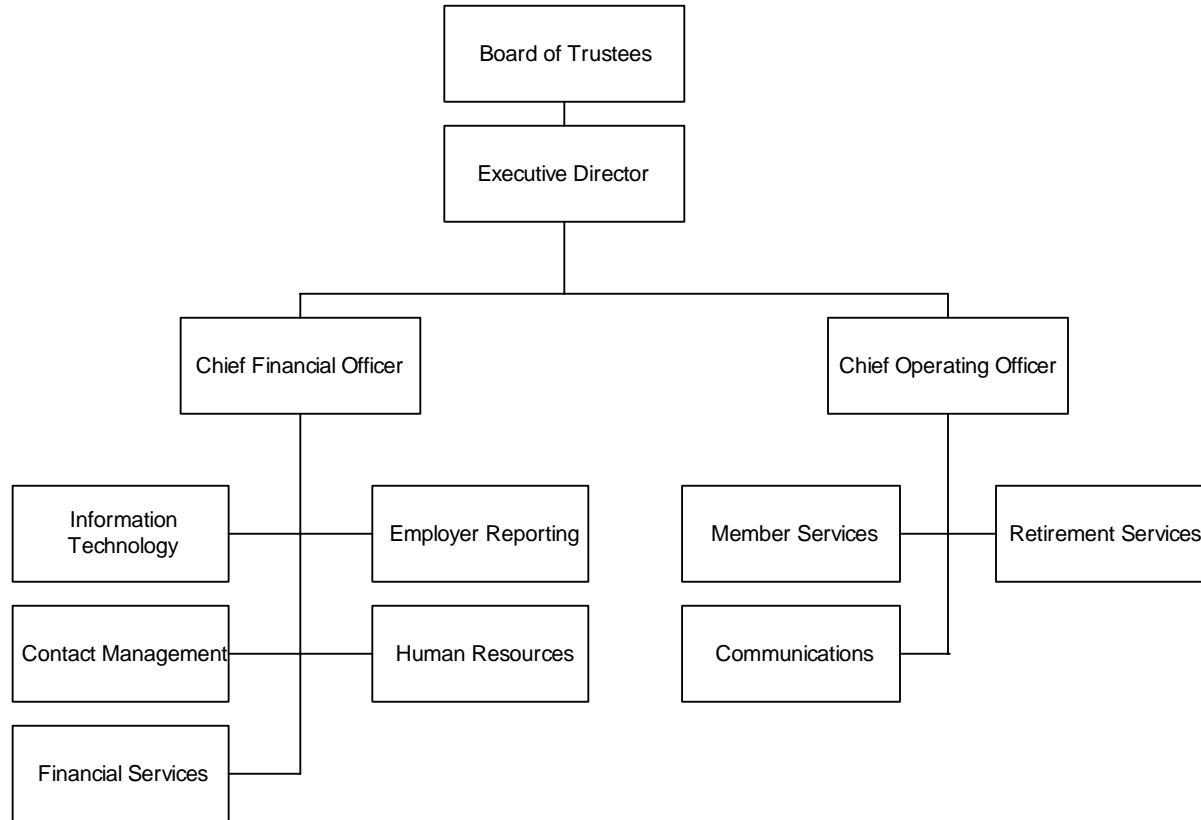 Board of Trustees
Executive Director
Chief Financial Officer
Chief Operating Officer
Information
Technology
Employer Reporting
Member Services
Retirement Services
Contact Management
Human Resources
Communications
Financial Services